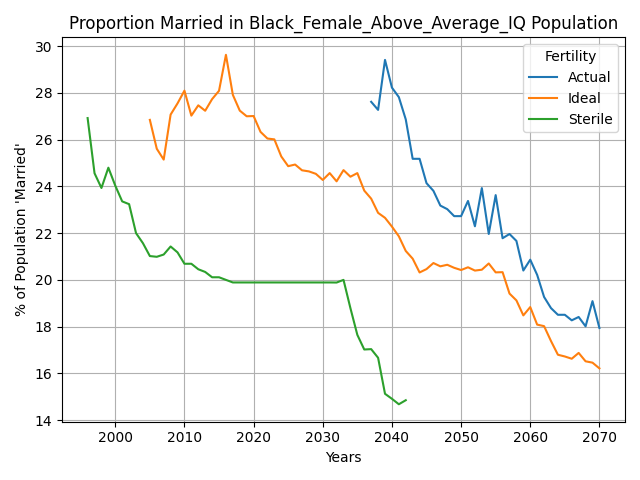 Proportion Married in Black_Female_Above_Average_IQ Population
% of Population 'Married'
30
28
26
24
22
20
18
16
14
Fertility
Actual
Ideal
Sterile
2000 2010 2020 2030 2040 2050 2060 2070
Years